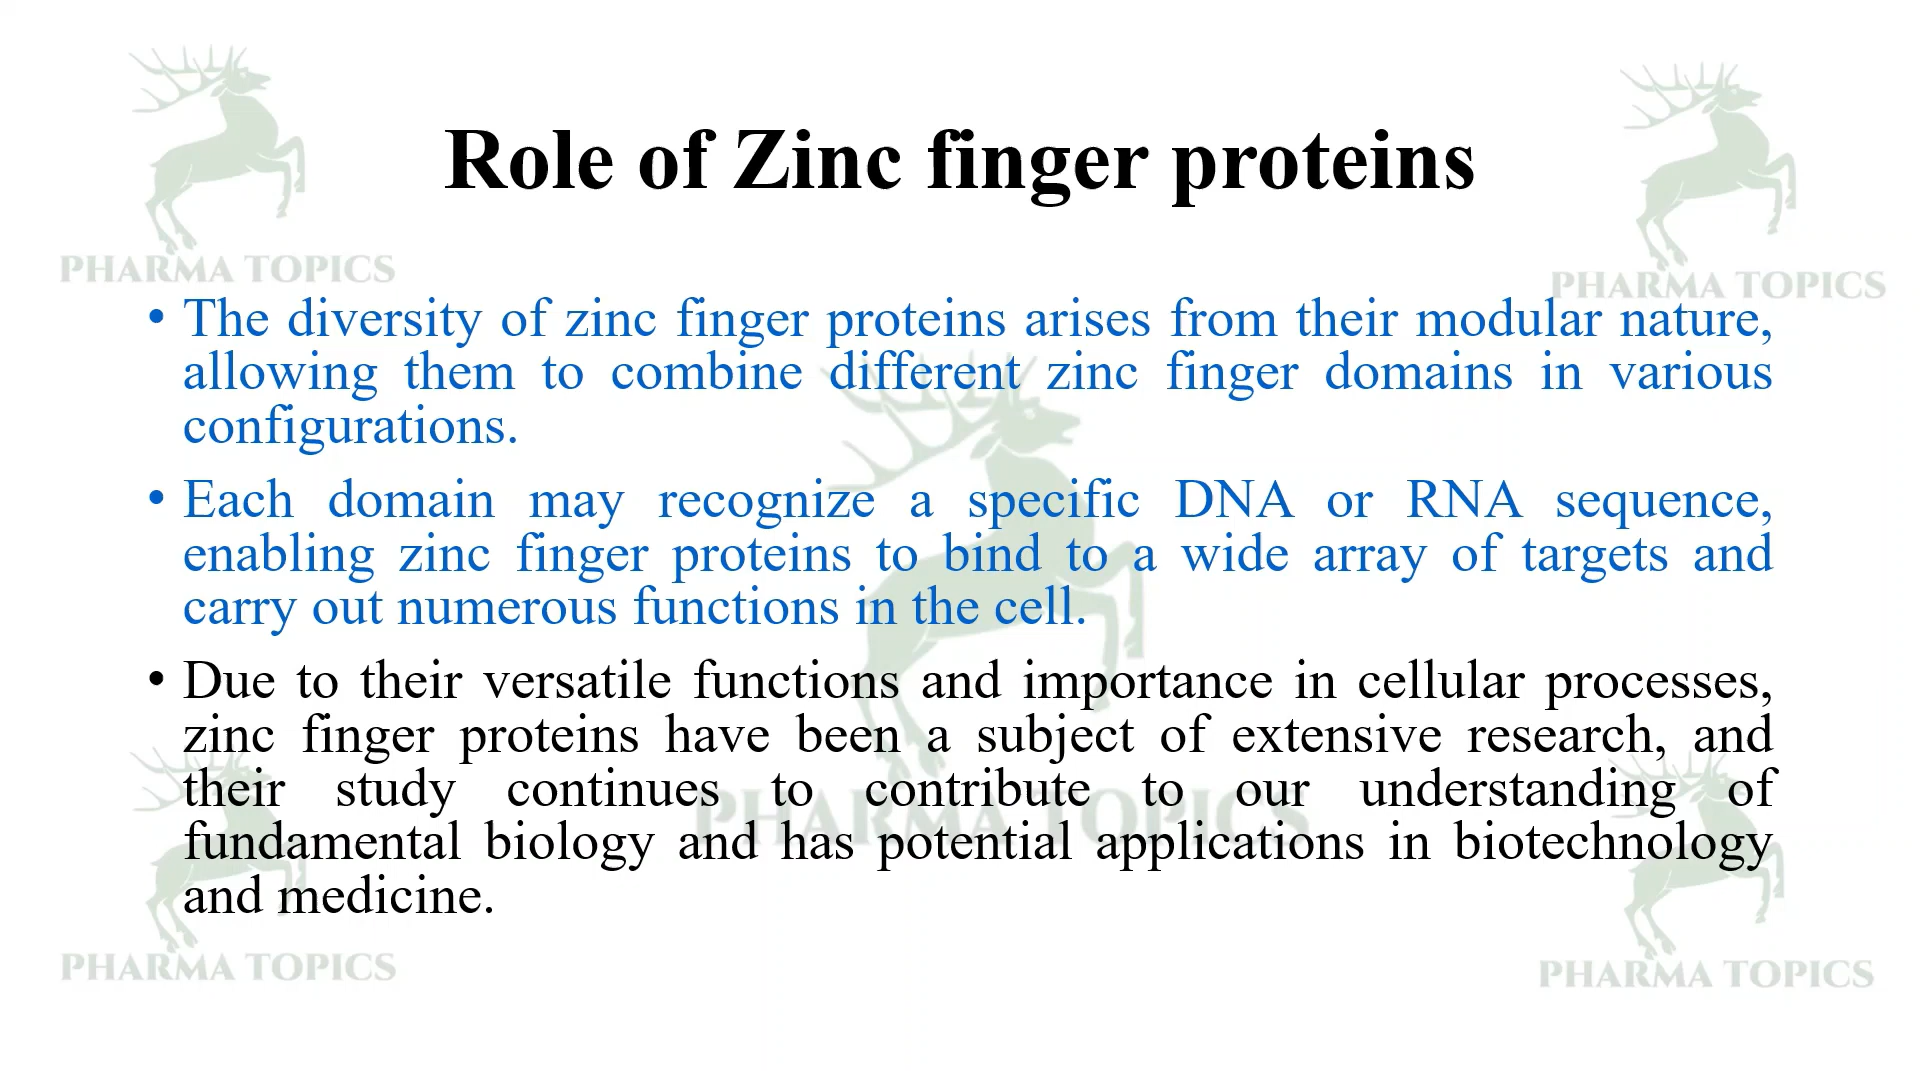 Role of Zinc finger proteins
PHARMA TOPICS
PHARMA TOPICS
• The diversity of zinc finger proteins arises from their modular nature,
allowing them to combine different zinc finger domains in various
configurations.
• Each domain may recognize a specific DNA or RNA sequence,
enabling zinc finger proteins to bind to a wide array of targets and
carry out numerous functions in the cell.
• Due to their versatile functions and importance in cellular processes,
zinc finger proteins have been a subject of extensive research, and
their study continues to contribute to our understanding of
PHARMA TOPICS
fundamental biology and has potential applications in biotechnology
and medicine.
PHARMA TOPICS
PHARMA TOPICS